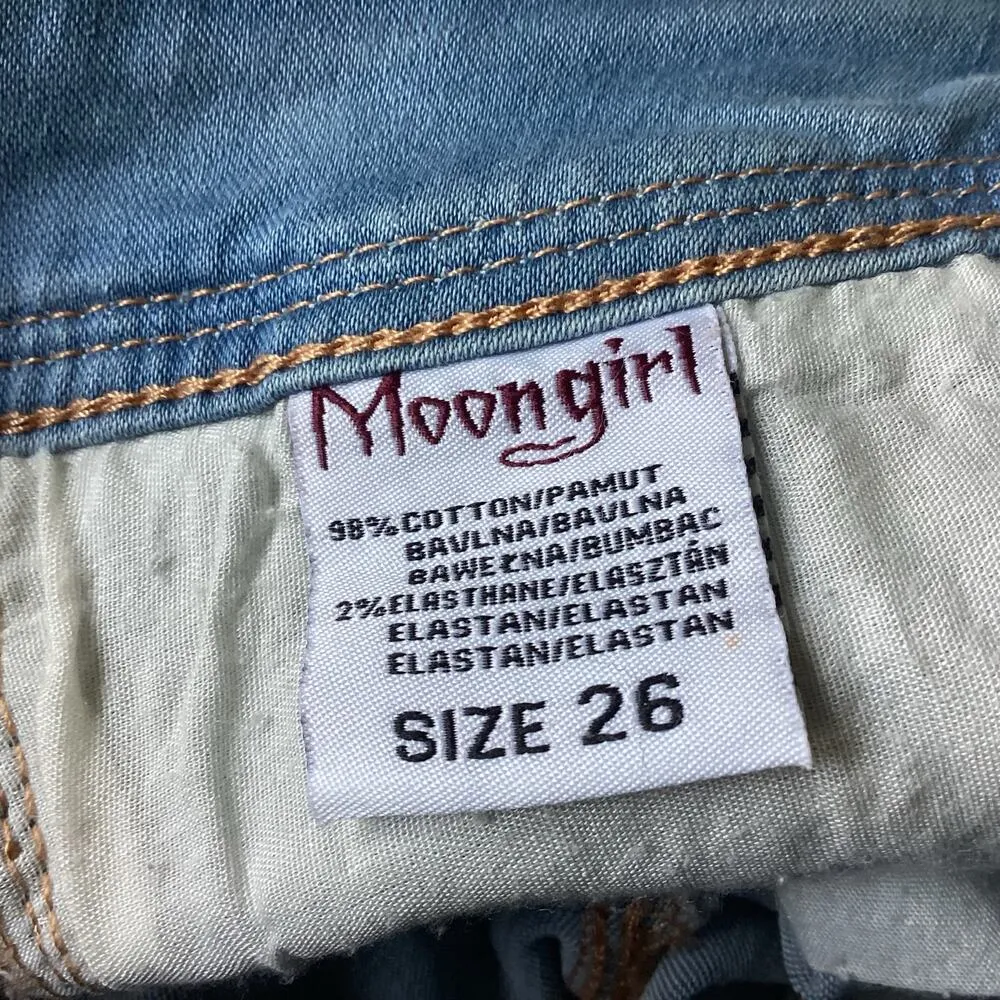 Moongirl
98% COTTON/PAMUT
BAVLNA/BAVLNA
BAWEŁNA/BUMBAC
2% ELASTHANE/ELASZTÁN
ELASTAN/ELASTAN
ELASTAN/ELASTAN
SIZE 26